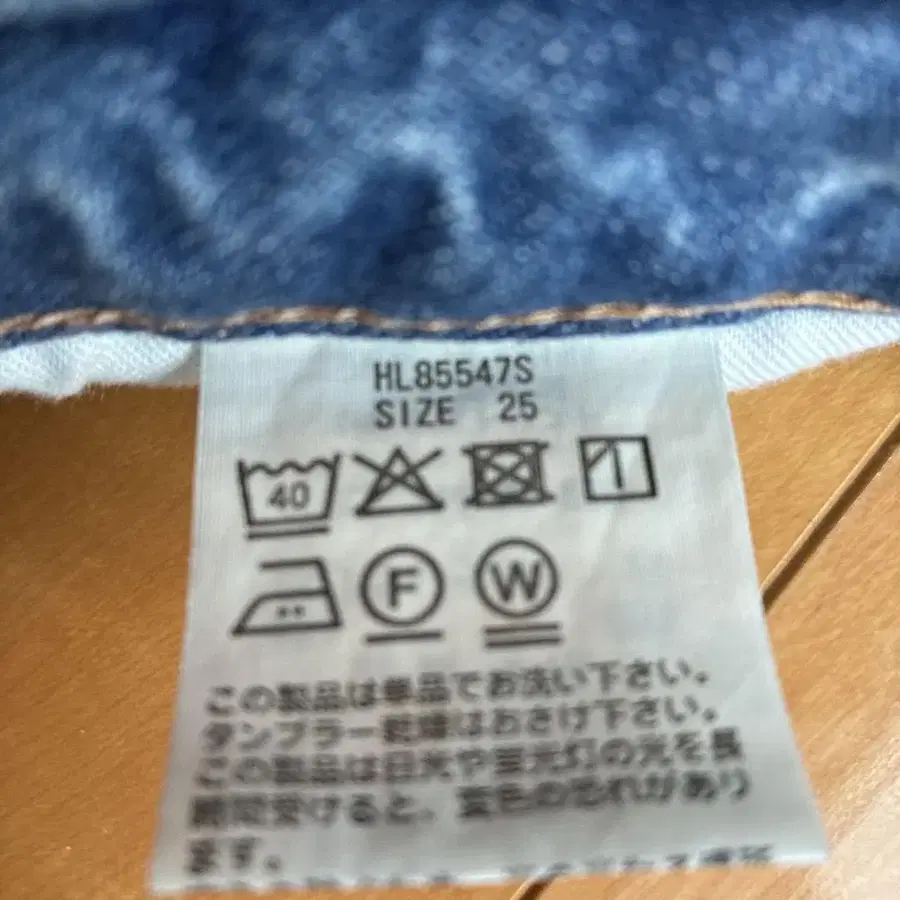 HL85547S
SIZE 25
40
F W
この製品は単品でお洗い下さい。
タンブラー乾燥はおさけ下さい。
この製品は日光や蛍光灯の光を長
期間受けると、変色の恐れがあり
ます。